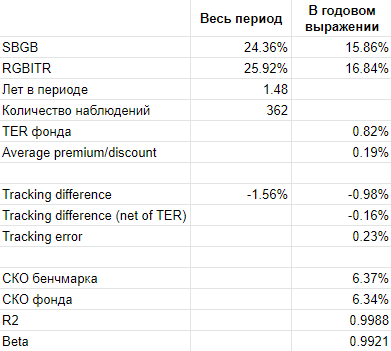 Весь период В годовом
выражении
SBGB 24.36% 15.86%
RGBITR 25.92% 16.84%
Лет в периоде 1.48
Количество наблюдений 362
TER фонда 0.82%
Average premium/discount 0.19%
Tracking difference -1.56% -0.98%
Tracking difference (net of TER) -0.16%
Tracking error 0.23%
СКО бенчмарка 6.37%
СКО фонда 6.34%
R2 0.9988
Beta 0.9921